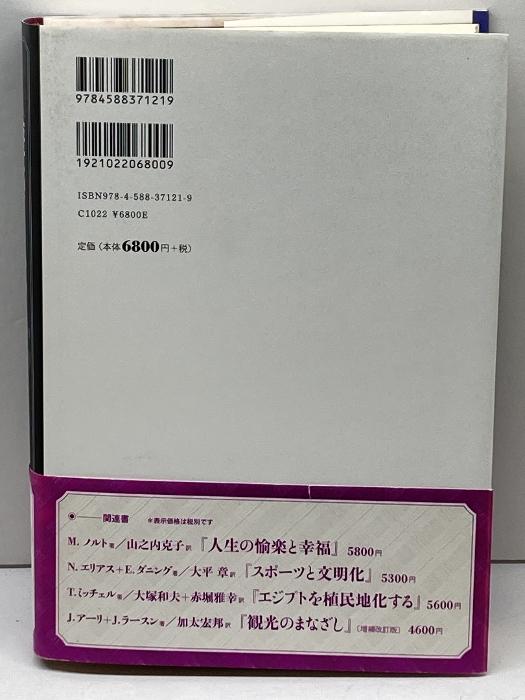 9784588371219
1921022068009
ISBN978-4-588-37121-9
C1022 ¥6800E
定価（本体6800円＋税）
関連書 ＊表示価格は税別です
M. ノルト著／山之内克子訳『人生の愉楽と幸福』5800円
N. エリアス＋E. ダニング著／大平 章訳『スポーツと文明化』5300円
T. ミッチェル著／大塚和夫＋赤堀雅幸訳『エジプトを植民地化する』5600円
J. アーリ＋J. ラースン著／加太宏邦訳『観光のまなざし』〔増補改訂版〕4600円